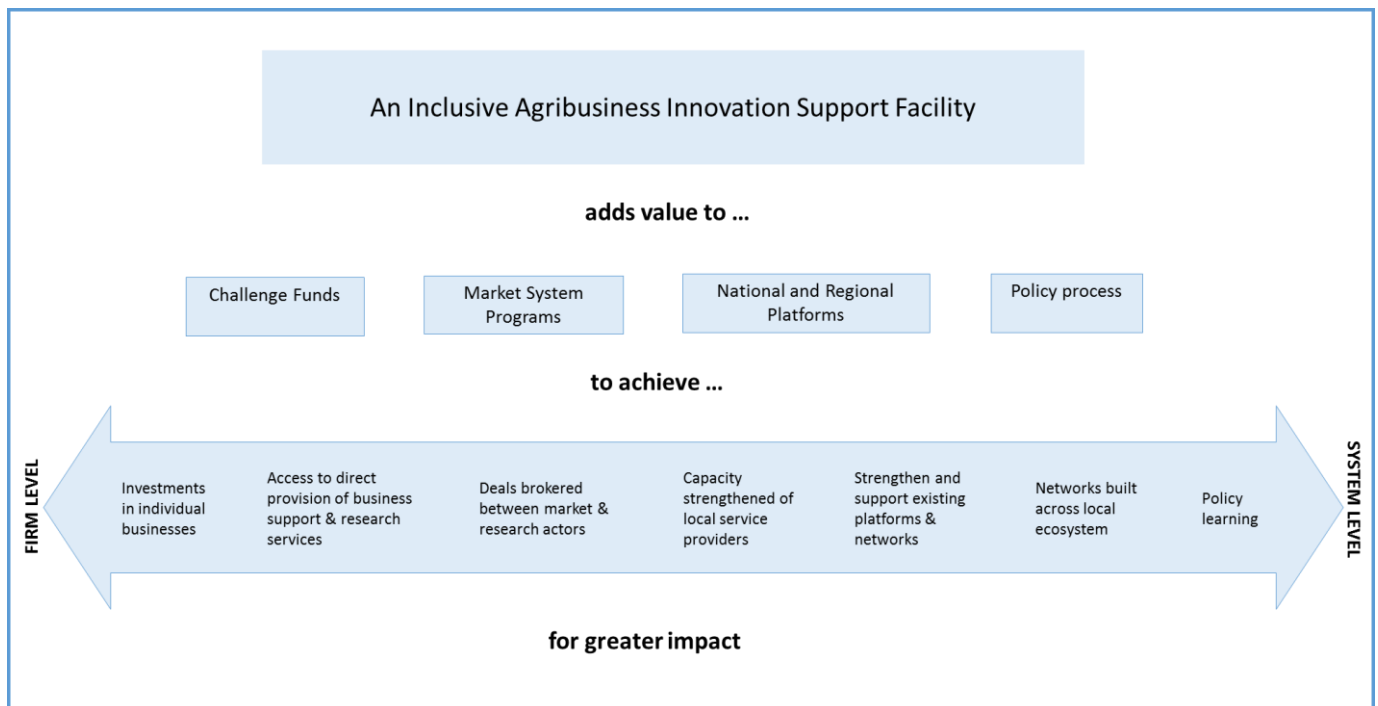 An Inclusive Agribusiness Innovation Support Facility
adds value to …
Challenge Funds
Market System
Programs
National and Regional
Platforms
Policy process
to achieve …
FIRM LEVEL
Investments
in individual
businesses
Access to direct
provision of business
support & research
services
Deals brokered
between market &
research actors
Capacity
strengthened of
local service
providers
Strengthen and
support existing
platforms &
networks
Networks built
across local
ecosystem
Policy
learning
SYSTEM LEVEL
for greater impact